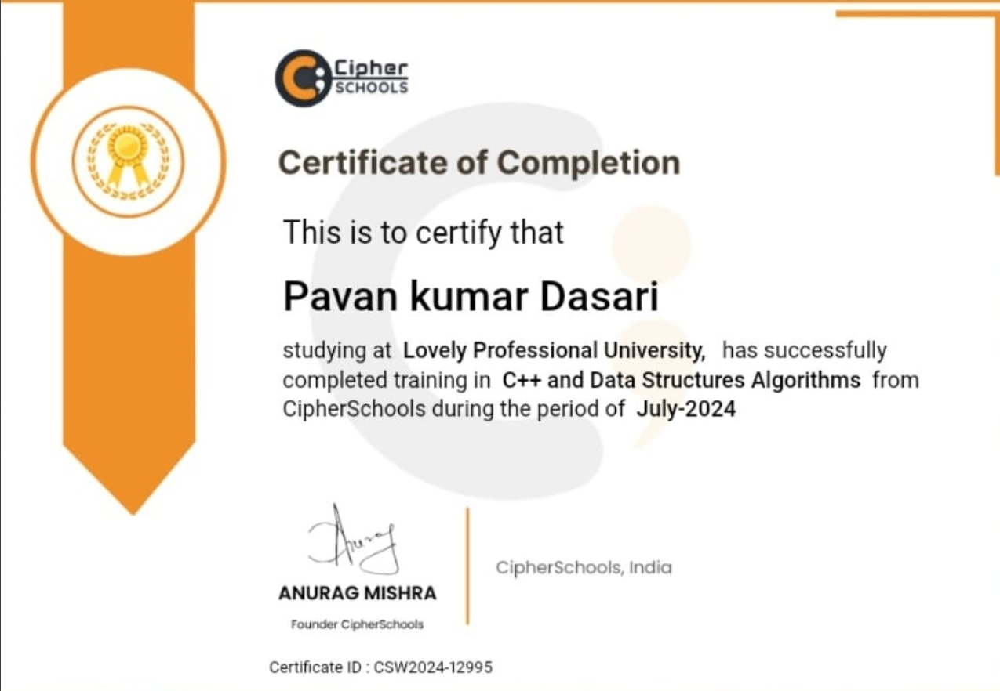 Cipher
SCHOOLS
Certificate of Completion
This is to certify that
Pavan kumar Dasari
studying at Lovely Professional University, has successfully
completed training in C++ and Data Structures Algorithms from
CipherSchools during the period of July-2024
Anurag
ANURAG MISHRA
Founder CipherSchools
CipherSchools, India
Certificate ID : CSW2024-12995